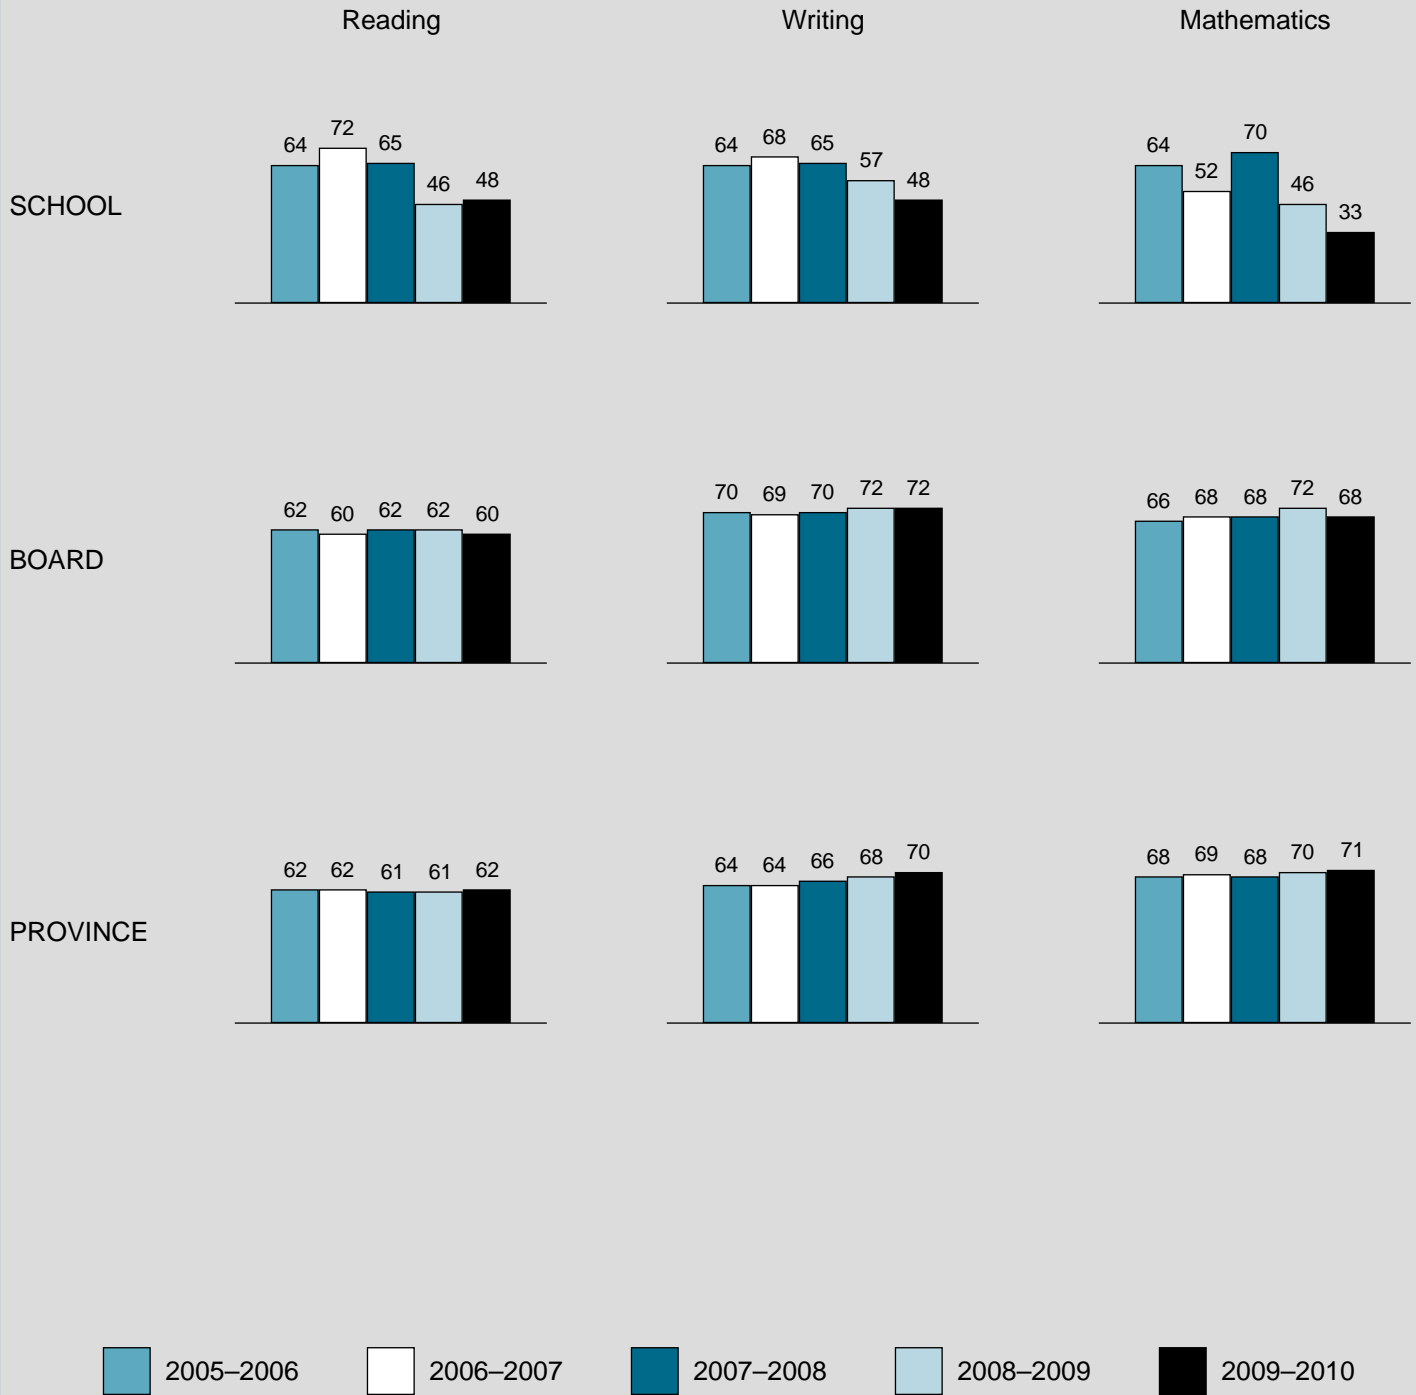 Reading Writing Mathematics
SCHOOL
64 72 65 46 48
64 68 65 57 48
64 52 70 46 33
BOARD
62 60 62 62 60
70 69 70 72 72
66 68 68 72 68
PROVINCE
62 62 61 61 62
64 64 66 68 70
68 69 68 70 71
2005–2006 2006–2007 2007–2008 2008–2009 2009–2010